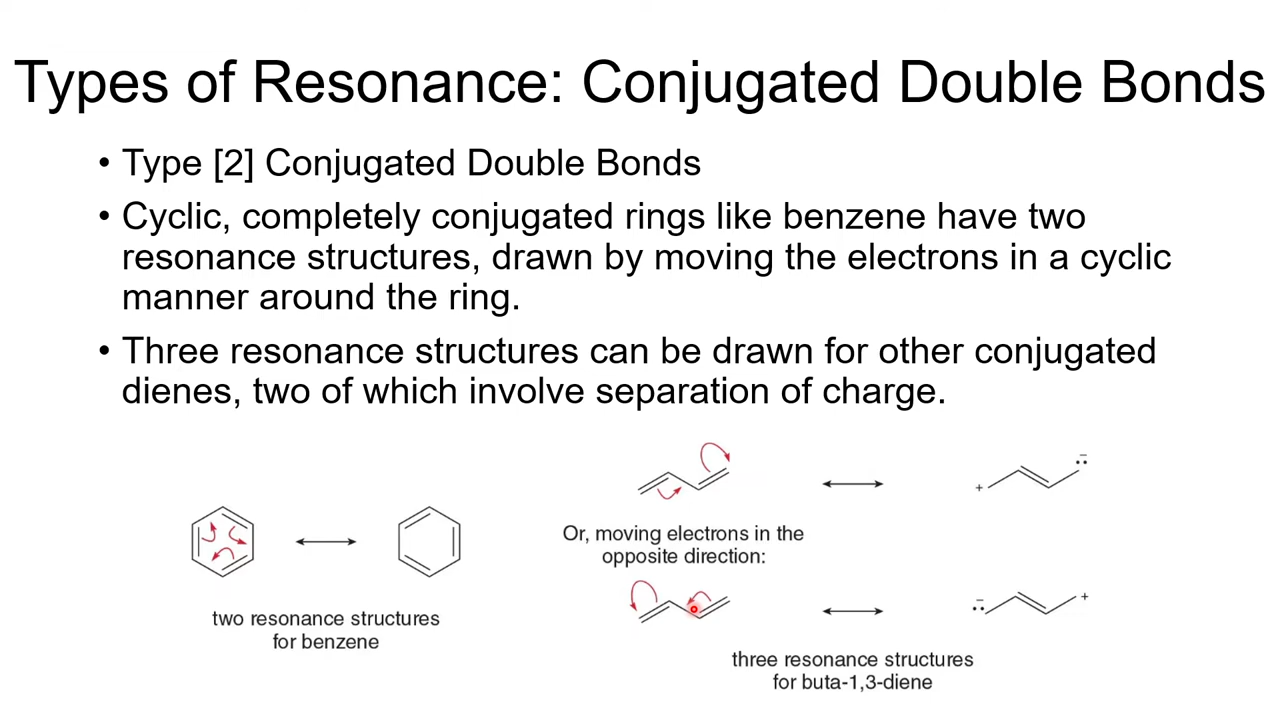 Types of Resonance: Conjugated Double Bonds
• Type [2] Conjugated Double Bonds
• Cyclic, completely conjugated rings like benzene have two
resonance structures, drawn by moving the electrons in a cyclic
manner around the ring.
• Three resonance structures can be drawn for other conjugated
dienes, two of which involve separation of charge.
+
−
Or, moving electrons in the
opposite direction:
−
+
two resonance structures
for benzene
three resonance structures
for buta-1,3-diene